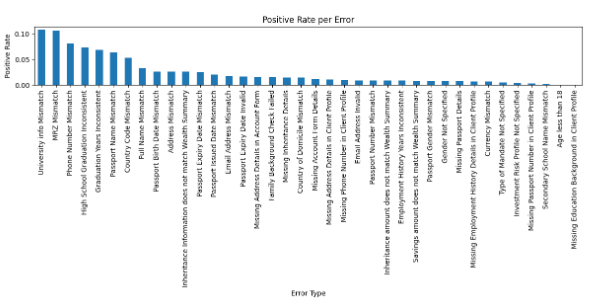 Positive Rate per Error
Positive Rate
0.10
0.05
0.00
University info Mismatch
MRZ Mismatch
Phone Number Mismatch
High School Graduation Inconsistent
Graduation Years Inconsistent
Passport Name Mismatch
Country Code Mismatch
Full Name Mismatch
Passport Birth Date Mismatch
Address Mismatch
Inheritance Information does not match Wealth Summary
Passport Expiry Date Mismatch
Passport Issued Date Mismatch
Email Address Mismatch
Passport Expiry Date Invalid
Missing Address Details in Account Form
Family Background Check Failed
Missing Inheritance Details
Country of Domicile Mismatch
Missing Account Form Details
Missing Address Details in Client Profile
Missing Phone Number in Client Profile
Email Address Invalid
Passport Number Mismatch
Inheritance amount does not match Wealth Summary
Employment History Years Inconsistent
Savings amount does not match Wealth Summary
Passport Gender Mismatch
Gender Not Specified
Missing Passport Details
Missing Employment History Details in Client Profile
Currency Mismatch
Type of Mandate Not Specified
Investment Risk Profile Not Specified
Missing Passport Number in Client Profile
Secondary School Name Mismatch
Age less than 18
Missing Education Background in Client Profile
Error Type